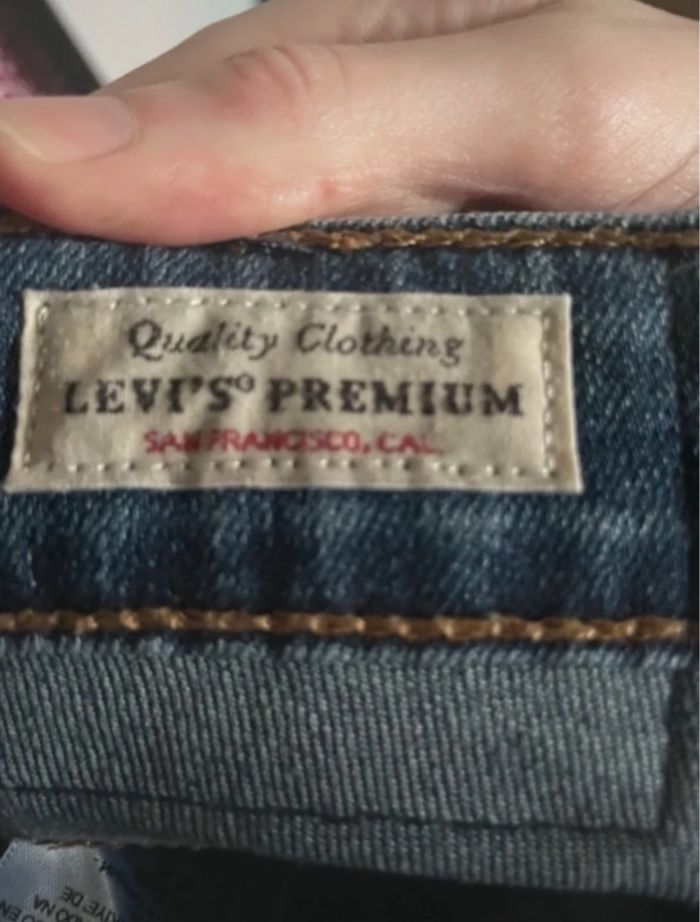 Quality Clothing
LEVI'S® PREMIUM
SAN FRANCISCO, CAL.